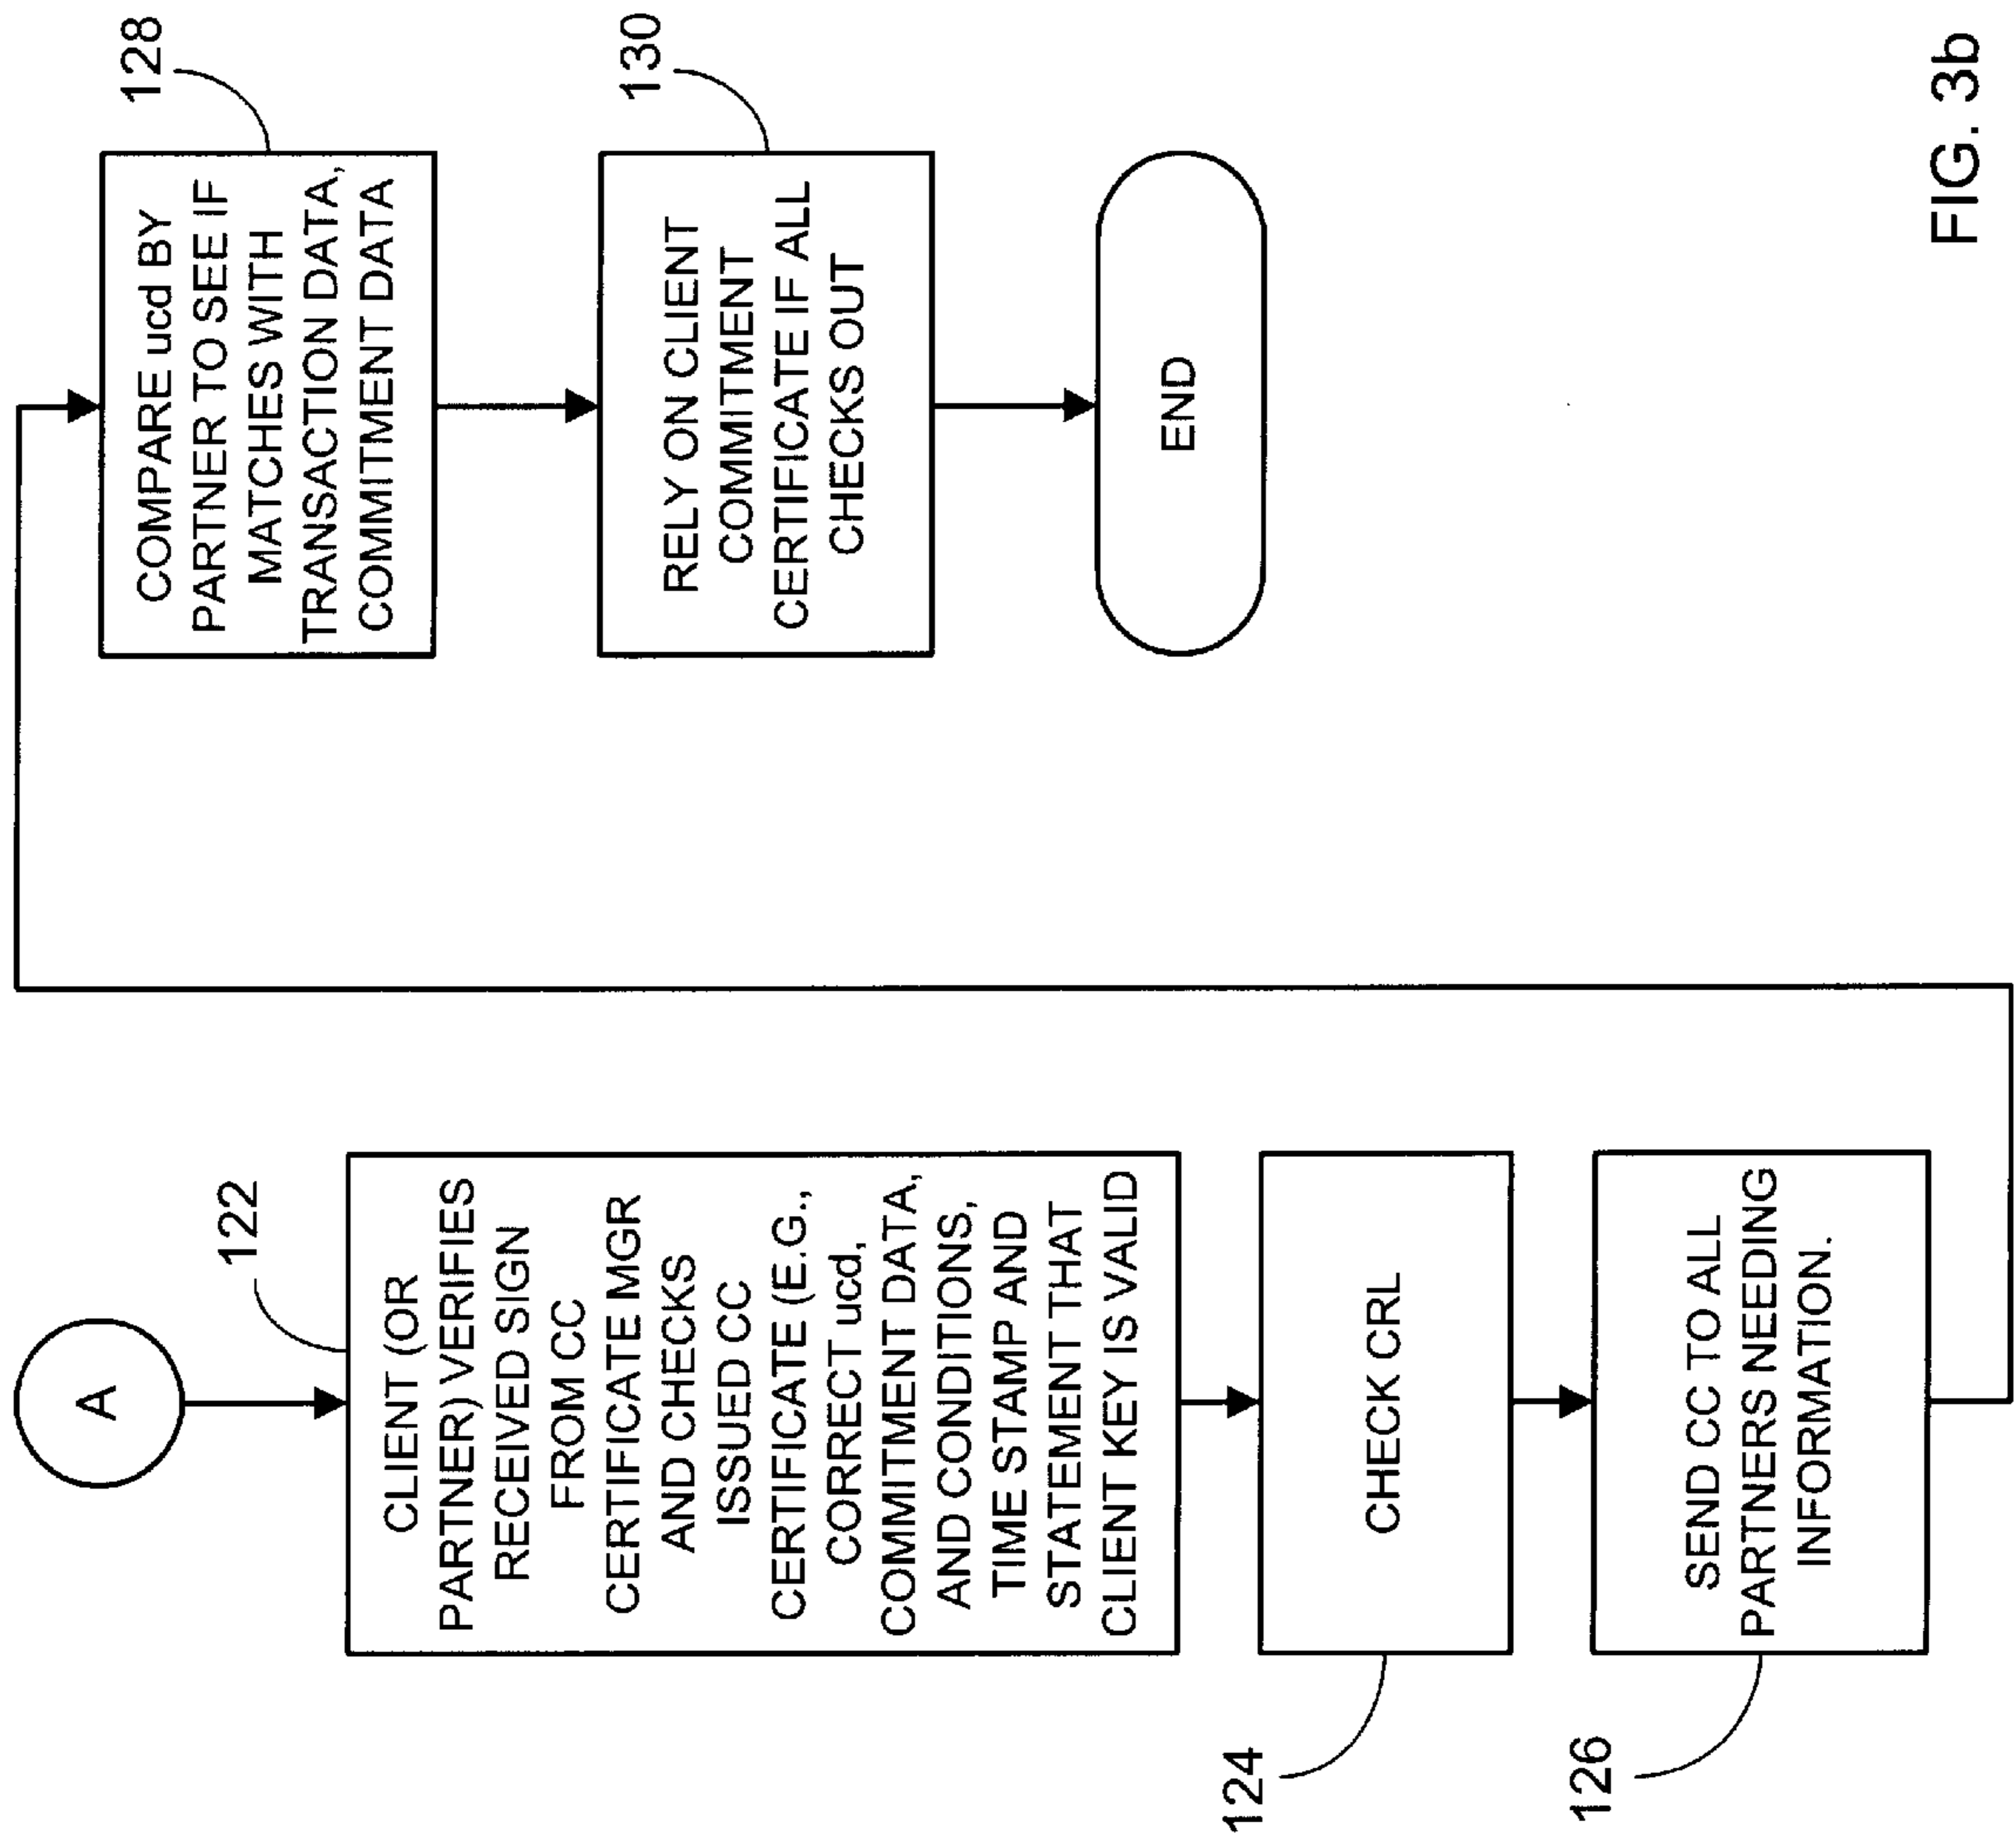 A
122
CLIENT (OR
PARTNER) VERIFIES
RECEIVED SIGN
FROM CC
CERTIFICATE MGR
AND CHECKS
ISSUED CC
CERTIFICATE (E.G.,
CORRECT ucd,
COMMITMENT DATA,
AND CONDITIONS,
TIME STAMP AND
STATEMENT THAT
CLIENT KEY IS VALID
124
CHECK CRL
126
SEND CC TO ALL
PARTNERS NEEDING
INFORMATION.
128
COMPARE ucd BY
PARTNER TO SEE IF
MATCHES WITH
TRANSACTION DATA,
COMMITMENT DATA
130
RELY ON CLIENT
COMMITMENT
CERTIFICATE IF ALL
CHECKS OUT
END
FIG. 3b